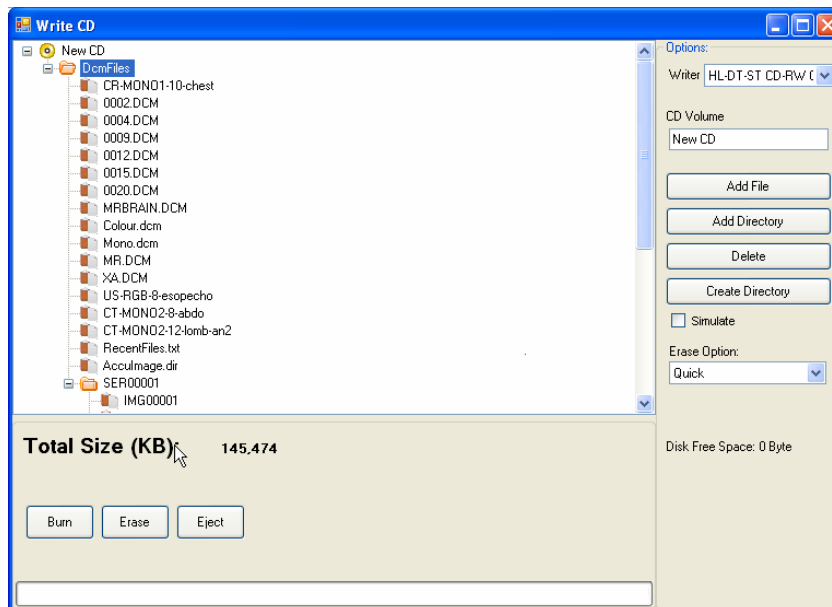 Write CD
New CD
DcmFiles
CR-MONO1-10-chest
0002.DCM
0004.DCM
0009.DCM
0012.DCM
0015.DCM
0020.DCM
MRBRAIN.DCM
Colour.dcm
Mono.dcm
MR.DCM
XA.DCM
US-RGB-8-esopecho
CT-MONO2-8-abdo
CT-MONO2-12-lomb-an2
RecentFiles.txt
AccuImage.dir
SER00001
IMG00001
Options:
Writer HL-DT-ST CD-RW
CD Volume
New CD
Add File
Add Directory
Delete
Create Directory
Simulate
Erase Option:
Quick
Total Size (KB): 145,474
Disk Free Space: 0 Byte
Burn Erase Eject